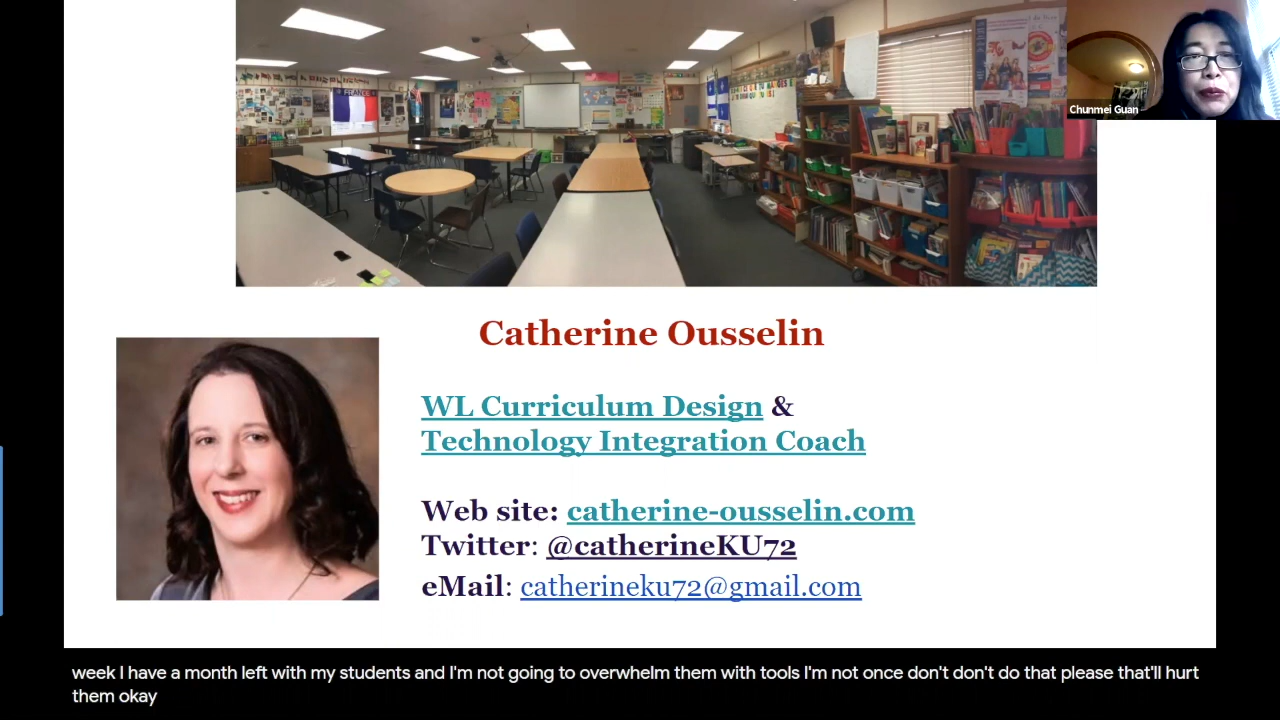 FRANCE
Chunmei Guan
Catherine Ousselin
WL Curriculum Design &
Technology Integration Coach
Web site: catherine-ousselin.com
Twitter: @catherineKU72
eMail: catherineku72@gmail.com
week I have a month left with my students and I'm not going to overwhelm them with tools I'm not once don't don't do that please that'll hurt
them okay